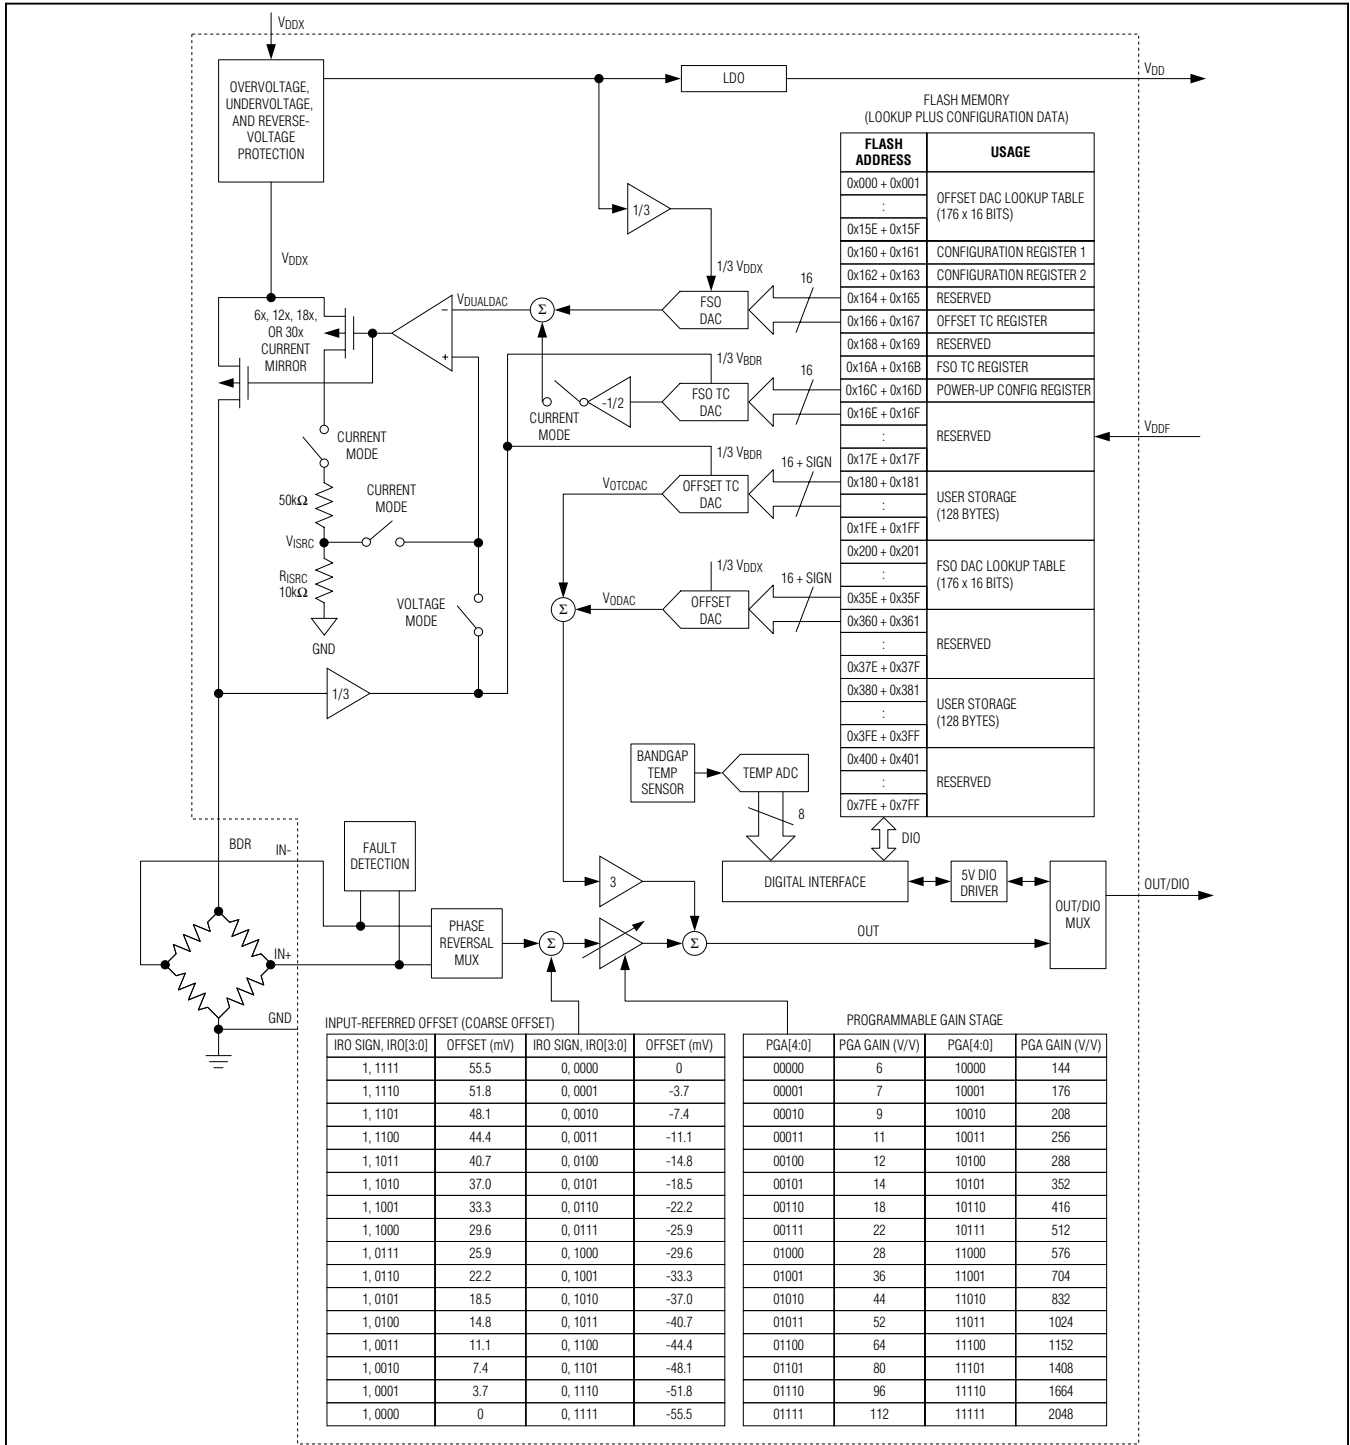 VDDX
OVERVOLTAGE,
UNDERVOLTAGE,
AND REVERSE-
VOLTAGE
PROTECTION
LDO
VDD
FLASH MEMORY
(LOOKUP PLUS CONFIGURATION DATA)
FLASH ADDRESS USAGE
0x000 + 0x001
:
0x15E + 0x15F
OFFSET DAC LOOKUP TABLE
(176 x 16 BITS)
0x160 + 0x161 CONFIGURATION REGISTER 1
0x162 + 0x163 CONFIGURATION REGISTER 2
0x164 + 0x165 RESERVED
0x166 + 0x167 OFFSET TC REGISTER
0x168 + 0x169 RESERVED
0x16A + 0x16B FSO TC REGISTER
0x16C + 0x16D POWER-UP CONFIG REGISTER
0x16E + 0x16F
:
0x17E + 0x17F
RESERVED
0x180 + 0x181
:
0x1FE + 0x1FF
USER STORAGE
(128 BYTES)
0x200 + 0x201
:
0x35E + 0x35F
FSO DAC LOOKUP TABLE
(176 x 16 BITS)
0x360 + 0x361
:
0x37E + 0x37F
RESERVED
0x380 + 0x381
:
0x3FE + 0x3FF
USER STORAGE
(128 BYTES)
0x400 + 0x401
:
0x7FE + 0x7FF
RESERVED
VDDF
1/3
1/3 VDDX
16
VDDX
VDUALDAC
Σ
FSO
DAC
6x, 12x, 18x,
OR 30x
CURRENT
MIRROR
−
+
1/3 VBDR
16
-1/2
FSO TC
DAC
CURRENT
MODE
CURRENT
MODE
1/3 VBDR
16 + SIGN
VOTCDAC
OFFSET TC
DAC
50kΩ
CURRENT
MODE
VISRC
RISRC
10kΩ
GND
VOLTAGE
MODE
1/3 VDDX
16 + SIGN
Σ
VODAC
OFFSET
DAC
1/3
BANDGAP
TEMP
SENSOR
TEMP ADC
8
DIO
BDR
IN-
FAULT
DETECTION
3
DIGITAL INTERFACE
5V DIO
DRIVER
OUT/DIO
MUX
OUT/DIO
PHASE
REVERSAL
MUX
Σ
Σ
OUT
IN+
GND
INPUT-REFERRED OFFSET (COARSE OFFSET)
IRO SIGN, IRO[3:0] OFFSET (mV) IRO SIGN, IRO[3:0] OFFSET (mV)
1, 1111 55.5 0, 0000 0
1, 1110 51.8 0, 0001 -3.7
1, 1101 48.1 0, 0010 -7.4
1, 1100 44.4 0, 0011 -11.1
1, 1011 40.7 0, 0100 -14.8
1, 1010 37.0 0, 0101 -18.5
1, 1001 33.3 0, 0110 -22.2
1, 1000 29.6 0, 0111 -25.9
1, 0111 25.9 0, 1000 -29.6
1, 0110 22.2 0, 1001 -33.3
1, 0101 18.5 0, 1010 -37.0
1, 0100 14.8 0, 1011 -40.7
1, 0011 11.1 0, 1100 -44.4
1, 0010 7.4 0, 1101 -48.1
1, 0001 3.7 0, 1110 -51.8
1, 0000 0 0, 1111 -55.5
PROGRAMMABLE GAIN STAGE
PGA[4:0] PGA GAIN (V/V) PGA[4:0] PGA GAIN (V/V)
00000 6 10000 144
00001 7 10001 176
00010 9 10010 208
00011 11 10011 256
00100 12 10100 288
00101 14 10101 352
00110 18 10110 416
00111 22 10111 512
01000 28 11000 576
01001 36 11001 704
01010 44 11010 832
01011 52 11011 1024
01100 64 11100 1152
01101 80 11101 1408
01110 96 11110 1664
01111 112 11111 2048